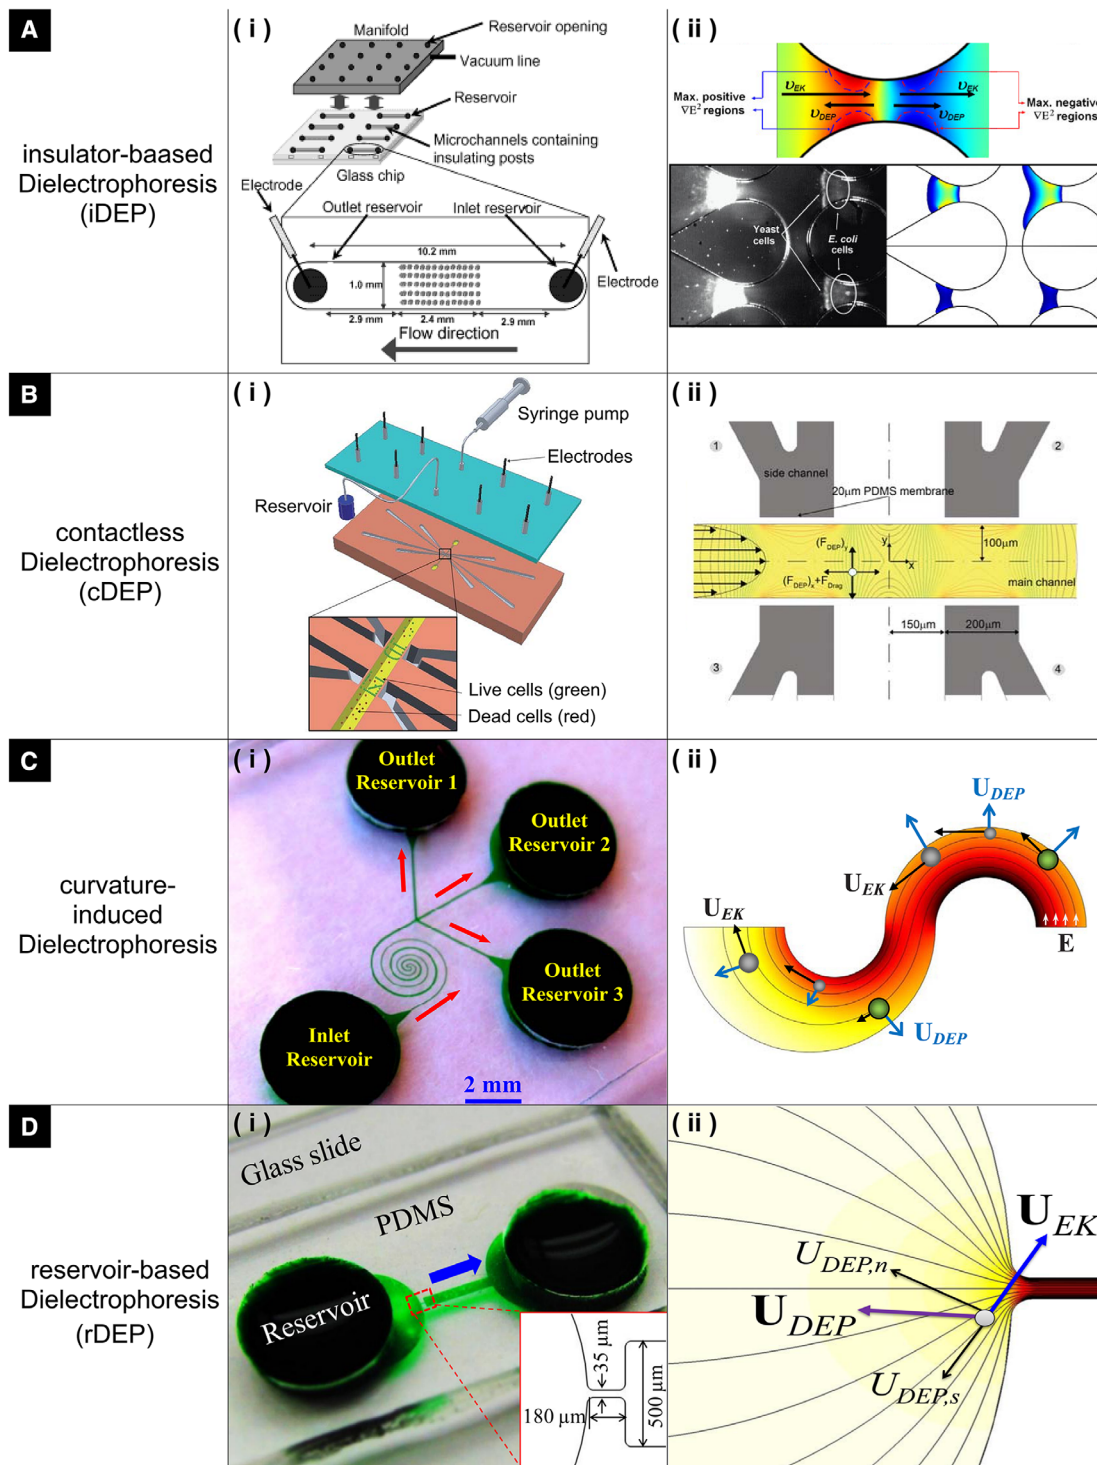 A
insulator-baased
Dielectrophoresis
(iDEP)
( i )
Manifold
Reservoir opening
Vacuum line
Reservoir
Microchannels containing
insulating posts
Glass chip
Electrode
Outlet reservoir
Inlet reservoir
10.2 mm
1.0 mm
Electrode
2.9 mm
2.4 mm
2.9 mm
Flow direction
( ii )
Max. positive
∇E² regions
υEK
υDEP
υEK
υDEP
Max. negative
∇E² regions
Yeast
cells
E. coli
cells
B
contactless
Dielectrophoresis
(cDEP)
( i )
Syringe pump
Electrodes
Reservoir
Live cells (green)
Dead cells (red)
( ii )
1
2
side channel
20μm PDMS membrane
(FDEP)y
y
x
100μm
(FDEP)x+FDrag
main channel
150μm
200μm
3
4
C
curvature-
induced
Dielectrophoresis
( i )
Outlet
Reservoir 1
Outlet
Reservoir 2
Outlet
Reservoir 3
Inlet
Reservoir
2 mm
( ii )
UDEP
UEK
UEK
E
UDEP
D
reservoir-based
Dielectrophoresis
(rDEP)
( i )
Glass slide
PDMS
Reservoir
35 μm
180 μm
500 μm
( ii )
UEK
UDEP,n
UDEP
UDEP,s